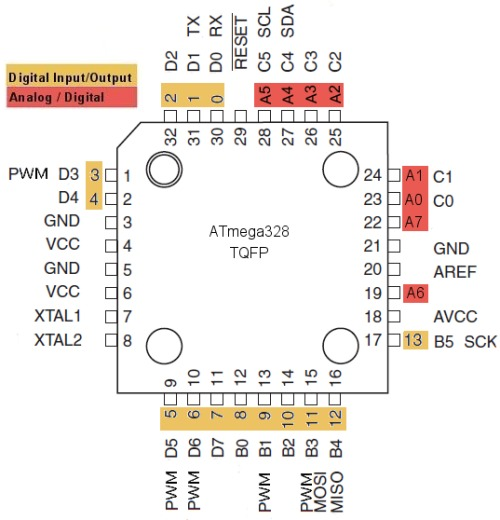 TX RX SCL SDA
D2 D1 D0 RESET C5 C4 C3 C2
Digital Input/Output
Analog / Digital
2 1 0 A5 A4 A3 A2
32 31 30 29 28 27 26 25
PWM D3 3 1
D4 4 2
GND 3
VCC 4
GND 5
VCC 6
XTAL1 7
XTAL2 8
ATmega328
TQFP
24 A1 C1
23 A0 C0
22 A7
21 GND
20 AREF
19 A6
18 AVCC
17 13 B5 SCK
9 10 11 12 13 14 15 16
5 6 7 8 9 10 11 12
D5 D6 D7 B0 B1 B2 B3 B4
PWM PWM PWM PWM MISO
MOSI